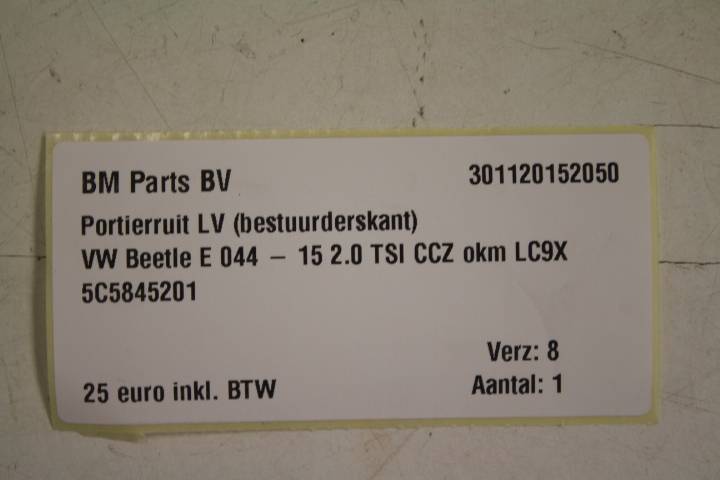 BM Parts BV 301120152050
Portierruit LV (bestuurderskant)
VW Beetle E 044 – 15 2.0 TSI CCZ okm LC9X
5C5845201
Verz: 8
25 euro inkl. BTW Aantal: 1